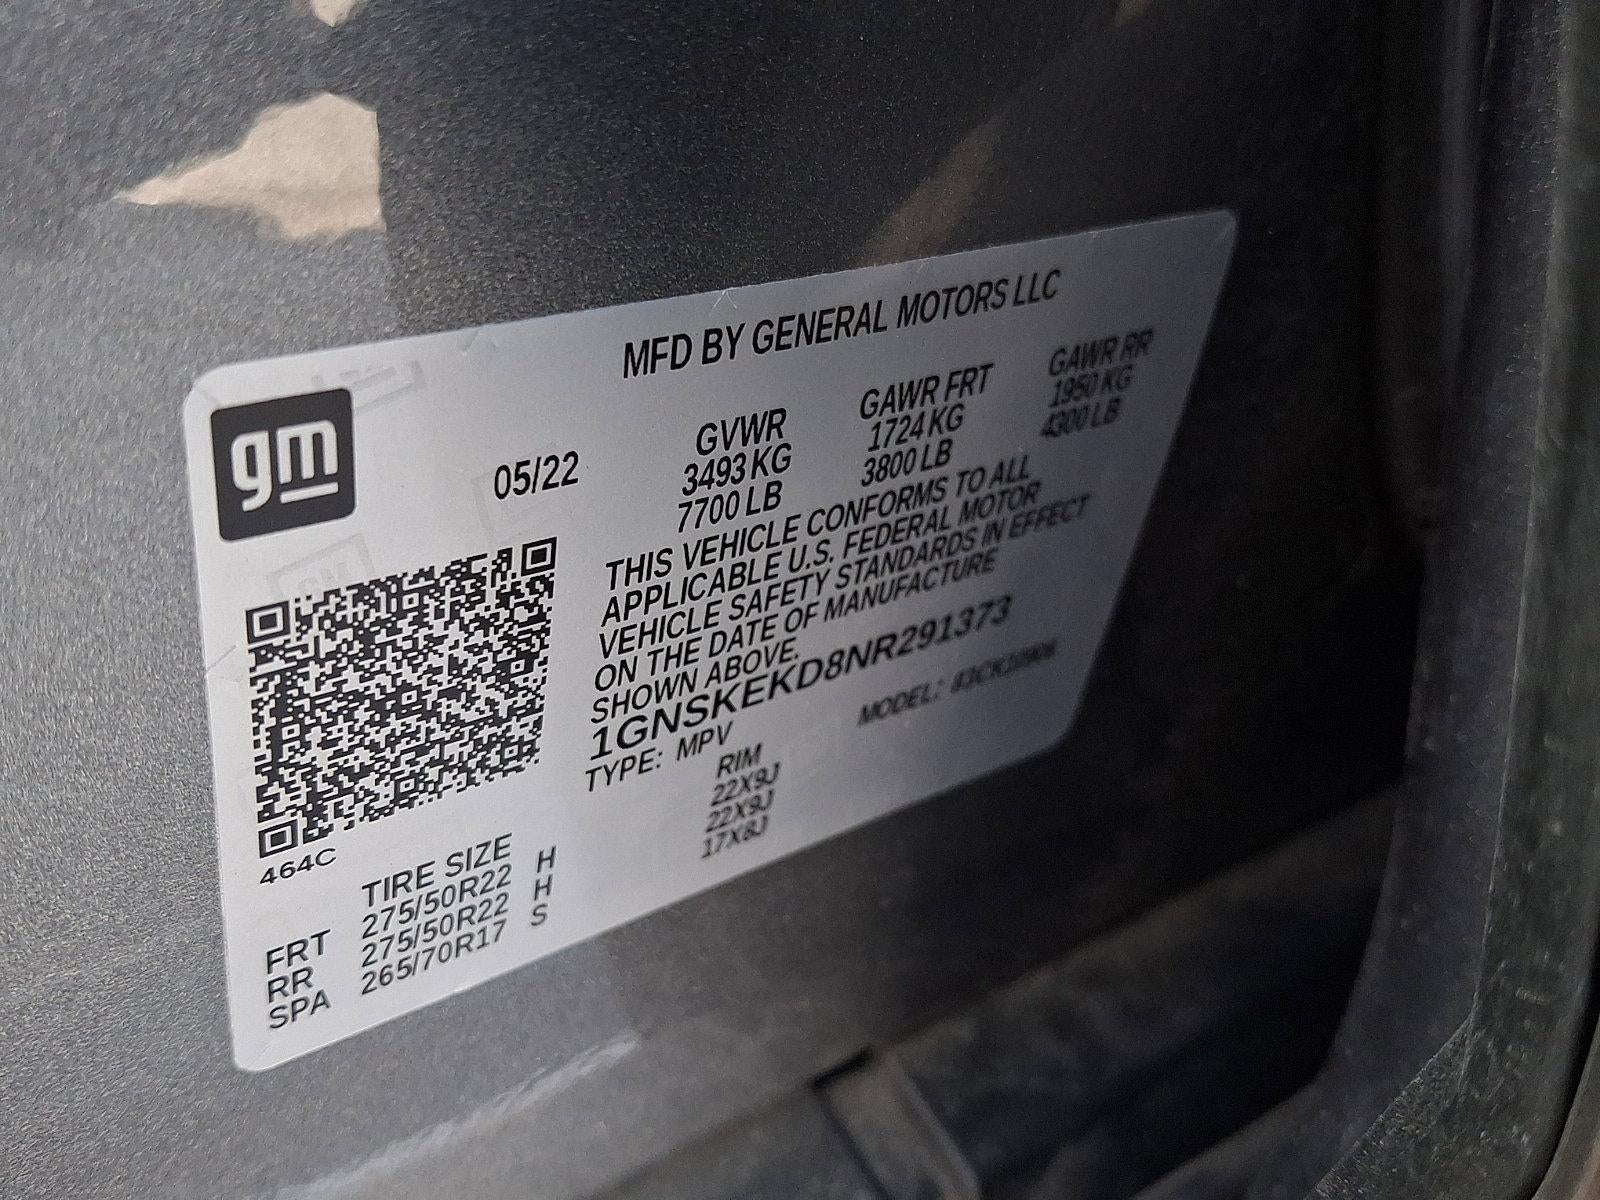 MFD BY GENERAL MOTORS LLC
gm
05/22
GVWR GAWR FRT GAWR RR
3493 KG 1724 KG 1950 KG
7700 LB 3800 LB 4300 LB
THIS VEHICLE CONFORMS TO ALL
APPLICABLE U.S. FEDERAL MOTOR
VEHICLE SAFETY STANDARDS IN EFFECT
ON THE DATE OF MANUFACTURE
SHOWN ABOVE.
1GNSKEKD8NR291373
TYPE: MPV MODEL:
464C
TIRE SIZE RIM
FRT 275/50R22 H 22X9J
RR 275/50R22 H 22X9J
SPA 265/70R17 S 17X8J